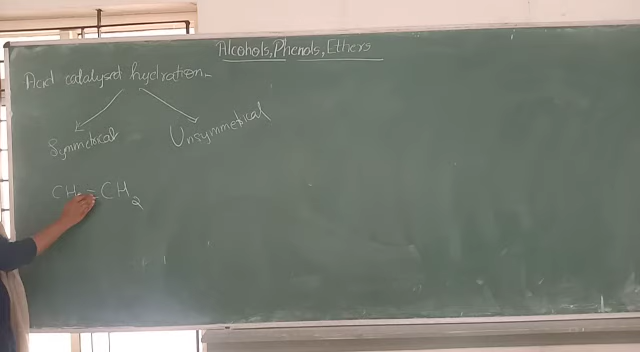 Alcohols, Phenols, Ethers
Acid catalysed hydration
Symmetrical Unsymmetrical
CH₂=CH₂